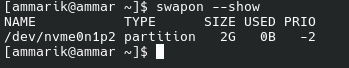 [ammarik@ammar ~]$ swapon --show
NAME           TYPE      SIZE USED PRIO
/dev/nvme0n1p2 partition   2G   0B   -2
[ammarik@ammar ~]$